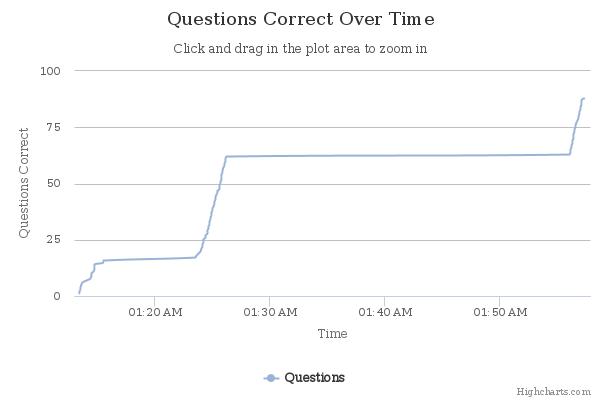 Questions Correct Over Time
Click and drag in the plot area to zoom in
Questions Correct
100
75
50
25
0
01:20 AM 01:30 AM 01:40 AM 01:50 AM
Time
Questions
Highcharts.com